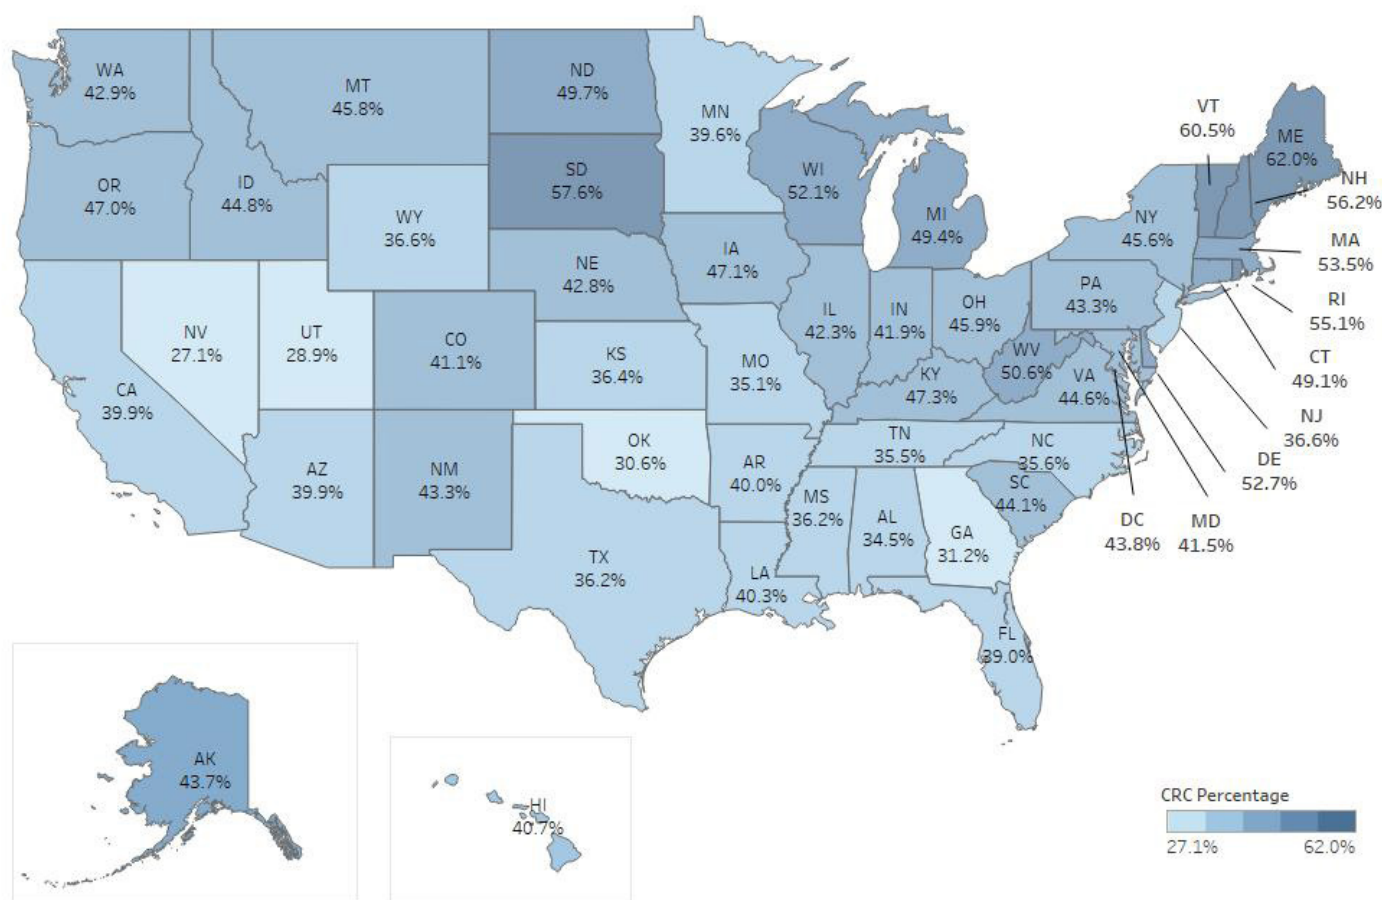 WA
42.9%
MT
45.8%
ND
49.7%
MN
39.6%
VT
60.5%
ME
62.0%
OR
47.0%
ID
44.8%
SD
57.6%
WI
52.1%
NH
56.2%
WY
36.6%
MI
49.4%
NY
45.6%
MA
53.5%
IA
47.1%
NE
42.8%
PA
43.3%
RI
55.1%
NV
27.1%
UT
28.9%
CO
41.1%
IL
42.3%
IN
41.9%
OH
45.9%
CT
49.1%
KS
36.4%
MO
35.1%
WV
50.6%
VA
44.6%
KY
47.3%
CA
39.9%
NJ
36.6%
OK
30.6%
TN
35.5%
NC
35.6%
DE
52.7%
AZ
39.9%
NM
43.3%
AR
40.0%
SC
44.1%
MS
36.2%
AL
34.5%
GA
31.2%
DC
43.8%
MD
41.5%
TX
36.2%
LA
40.3%
FL
39.0%
AK
43.7%
HI
40.7%
CRC Percentage
27.1% 62.0%